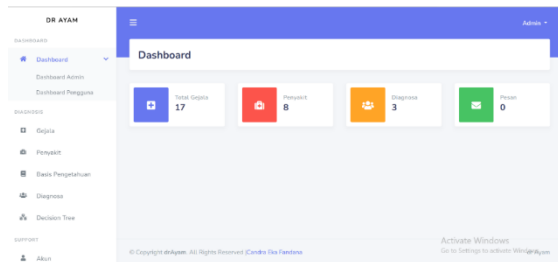 DR AYAM
Admin
DASHBOARD
Dashboard
Dashboard Admin
Dashboard Pengguna
DIAGNOSIS
Gejala
Penyakit
Basis Pengetahuan
Diagnosa
Decision Tree
SUPPORT
Akun
Dashboard
Total Gejala
17
Penyakit
8
Diagnosa
3
Pesan
0
Activate Windows
Go to Settings to activate Windows.
© Copyright drAyam. All Rights Reserved |Candra Eka Fandana